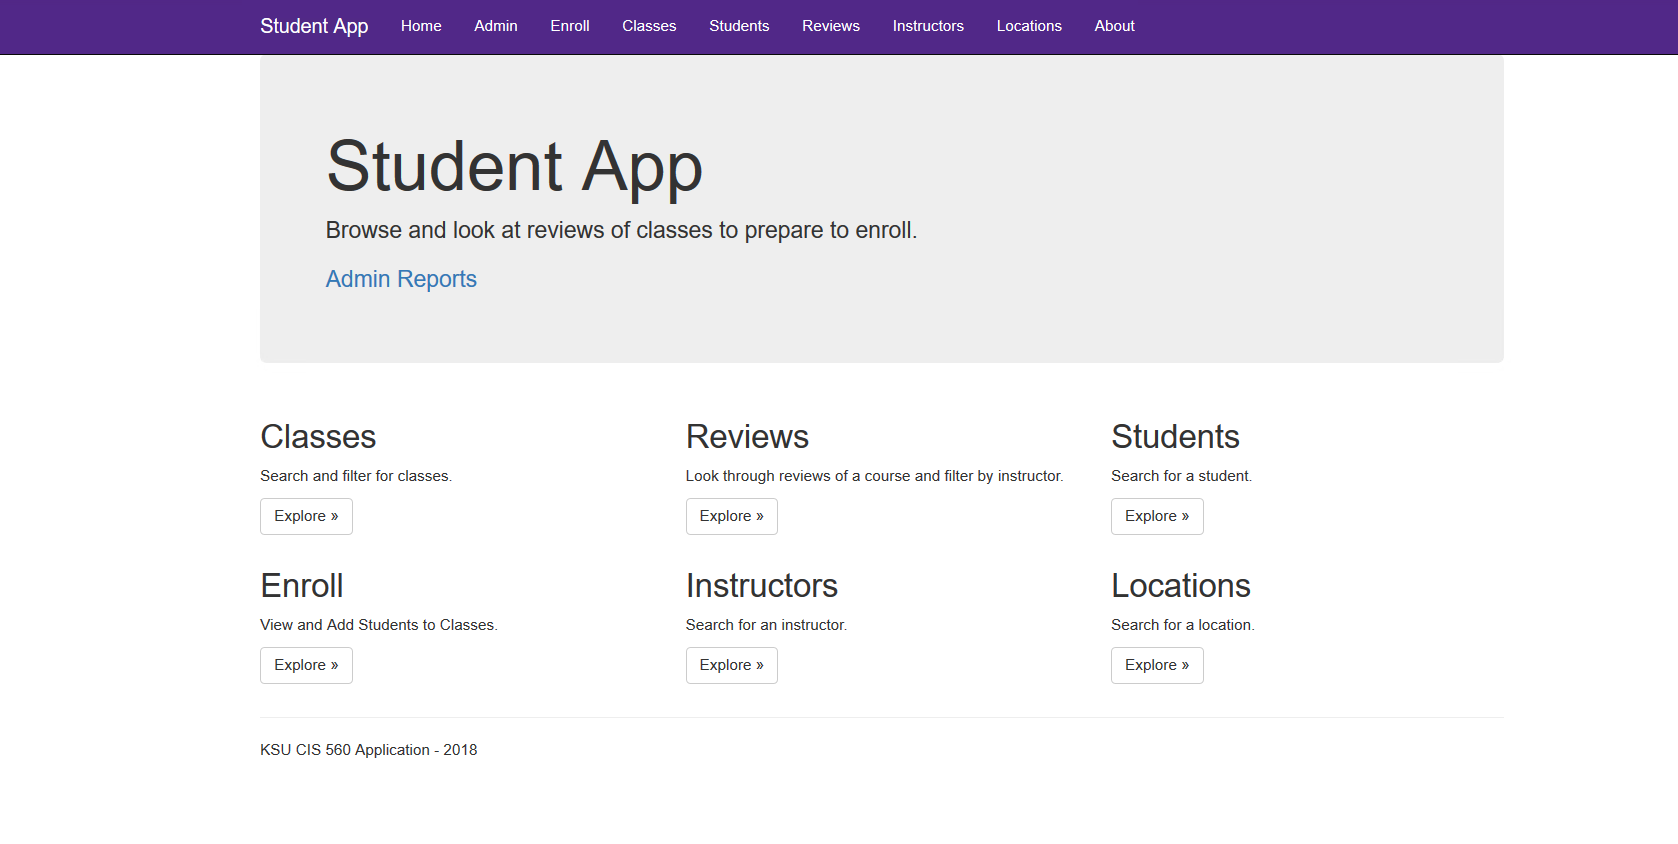 Student App Home Admin Enroll Classes Students Reviews Instructors Locations About
Student App
Browse and look at reviews of classes to prepare to enroll.
Admin Reports
Classes
Search and filter for classes.
Explore »
Reviews
Look through reviews of a course and filter by instructor.
Explore »
Students
Search for a student.
Explore »
Enroll
View and Add Students to Classes.
Explore »
Instructors
Search for an instructor.
Explore »
Locations
Search for a location.
Explore »
KSU CIS 560 Application - 2018